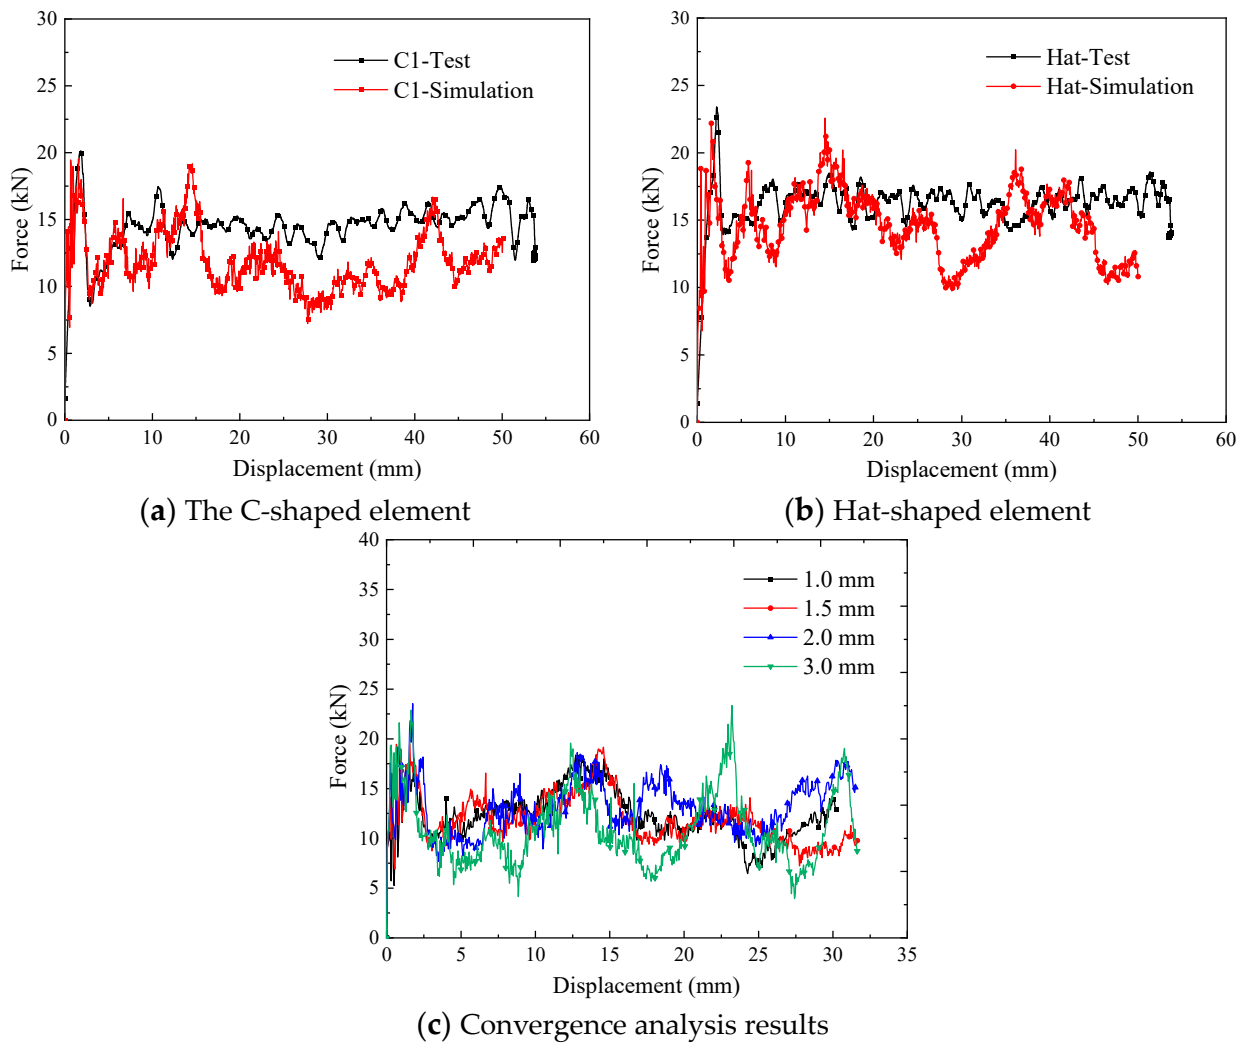 30
25
20
15
10
5
0
Force (kN)
C1-Test
C1-Simulation
0 10 20 30 40 50 60
Displacement (mm)
(a) The C-shaped element
30
25
20
15
10
5
0
Force (kN)
Hat-Test
Hat-Simulation
0 10 20 30 40 50 60
Displacement (mm)
(b) Hat-shaped element
40
35
30
25
20
15
10
5
0
Force (kN)
1.0 mm
1.5 mm
2.0 mm
3.0 mm
0 5 10 15 20 25 30 35
Displacement (mm)
(c) Convergence analysis results